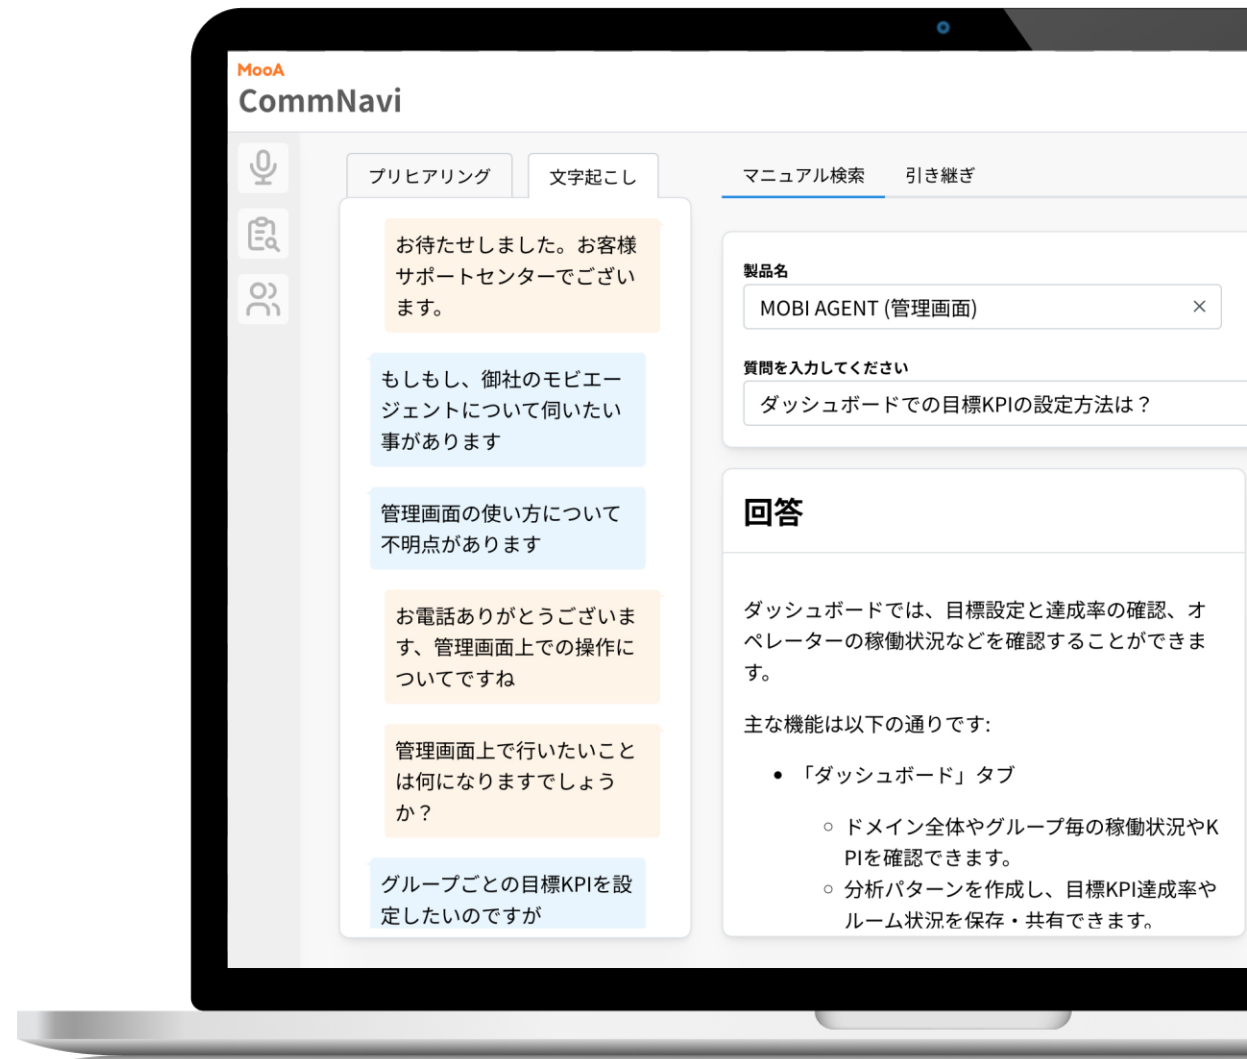 MooA
CommNavi
プリヒアリング
文字起こし
お待たせしました。お客様
サポートセンターでござい
ます。
もしもし、御社のモビエー
ジェントについて伺いたい
事があります
管理画面の使い方について
不明点があります
お電話ありがとうございま
す、管理画面上での操作に
ついてですね
管理画面上で行いたいこと
は何になりますでしょう
か？
グループごとの目標KPIを設
定したいのですが
マニュアル検索
引き継ぎ
製品名
MOBI AGENT (管理画面)
質問を入力してください
ダッシュボードでの目標KPIの設定方法は？
回答
ダッシュボードでは、目標設定と達成率の確認、オ
ペレーターの稼働状況などを確認することができま
す。
主な機能は以下の通りです:
• 「ダッシュボード」タブ
◦ ドメイン全体やグループ毎の稼働状況やK
PIを確認できます。
◦ 分析パターンを作成し、目標KPI達成率や
ルーム状況を保存・共有できます。